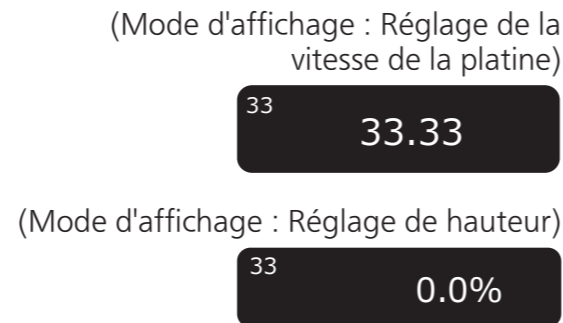 (Mode d'affichage : Réglage de la
vitesse de la platine)
33
33.33
(Mode d'affichage : Réglage de hauteur)
33
0.0%